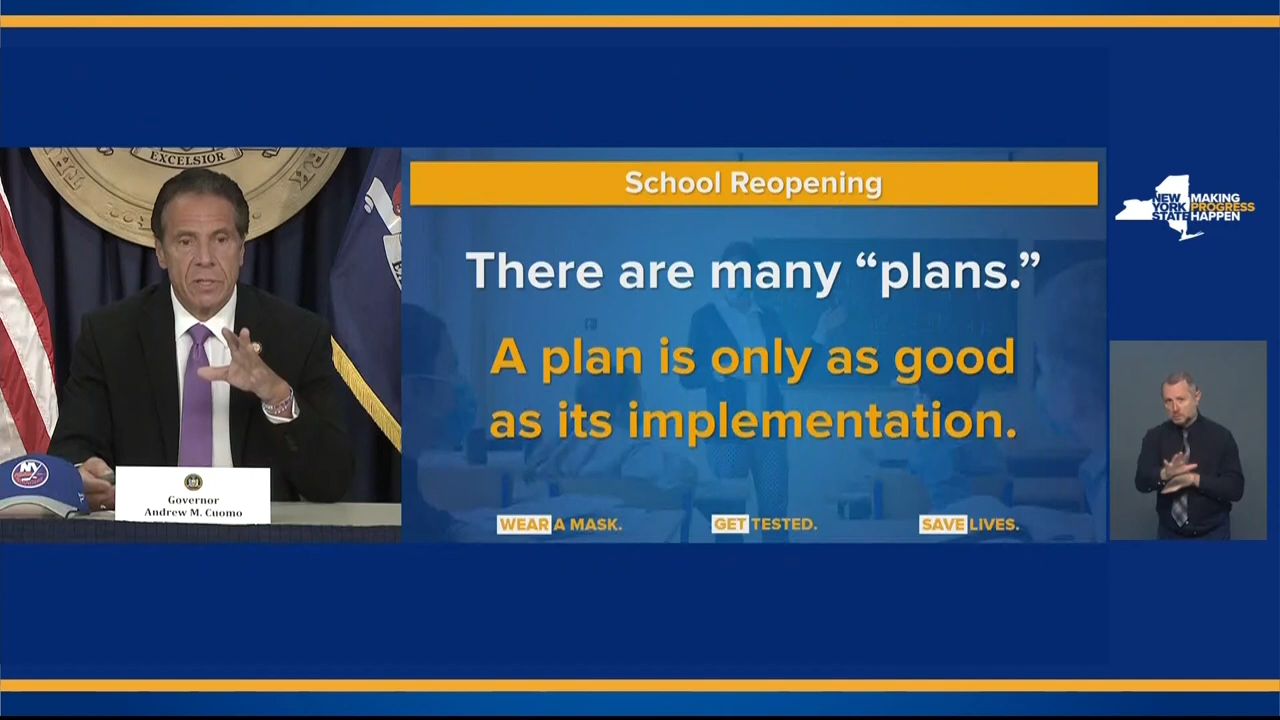 EXCELSIOR
NY
Governor
Andrew M. Cuomo
School Reopening
There are many “plans.”
A plan is only as good
as its implementation.
WEAR A MASK.
GET TESTED.
SAVE LIVES.
NEW
YORK
STATE
MAKING
PROGRESS
HAPPEN